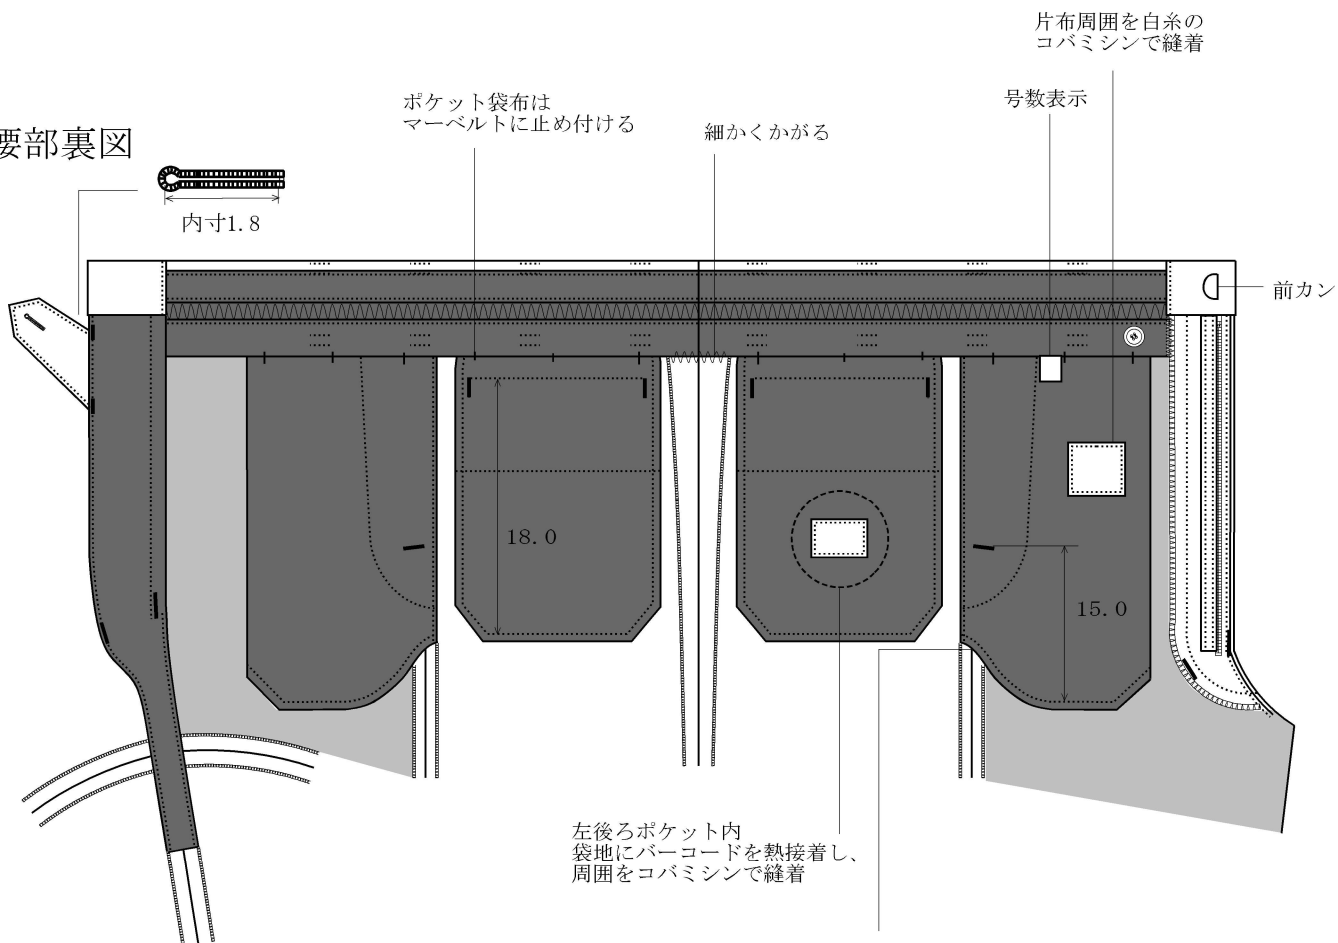 片布周囲を白糸の
コバミシンで縫着
ポケット袋布は
マーベルトに止め付ける
号数表示
細かくかがる
腰部裏図
内寸1.8
前カン
18.0
15.0
左後ろポケット内
袋地にバーコードを熱接着し、
周囲をコバミシンで縫着